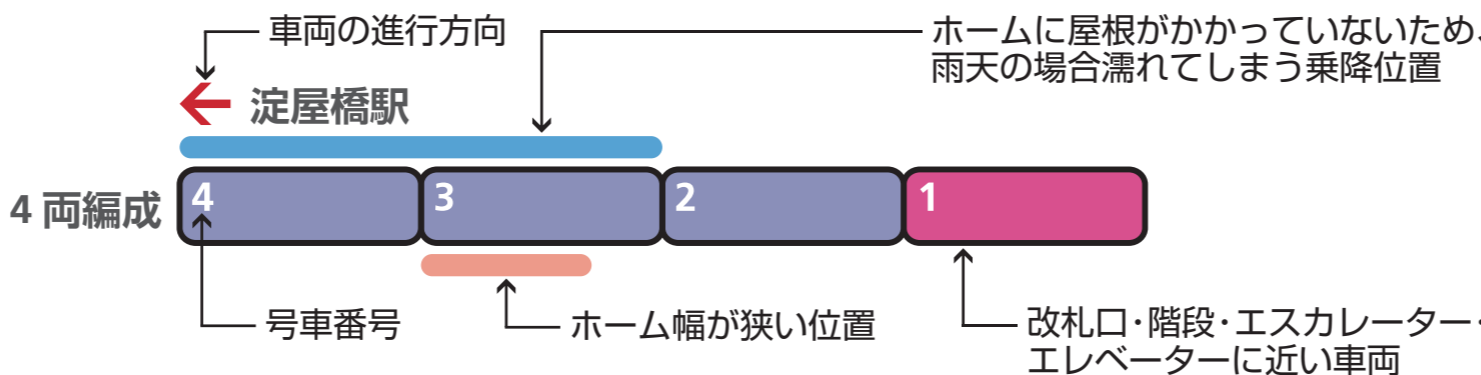 車両の進行方向
ホームに屋根がかかっていないため、
雨天の場合濡れてしまう乗降位置
淀屋橋駅
4両編成
4
3
2
1
号車番号
ホーム幅が狭い位置
改札口・階段・エスカレーター・
エレベーターに近い車両